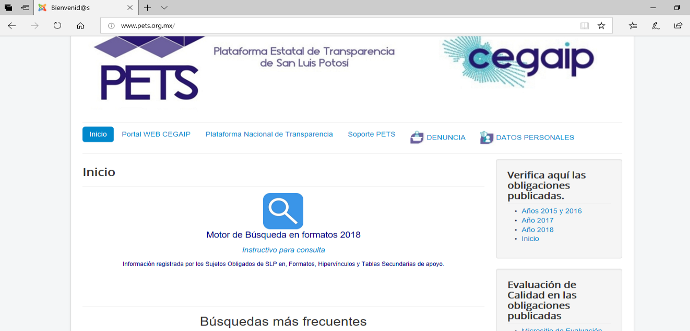 Bienvenid@s
www.pets.org.mx/
Plataforma Estatal de Transparencia
de San Luis Potosí
PETS
cegaip
Inicio
Portal WEB CEGAIP
Plataforma Nacional de Transparencia
Soporte PETS
DENUNCIA
DATOS PERSONALES
Inicio
Motor de Búsqueda en formatos 2018
Instructivo para consulta
Información registrada por los Sujetos Obligados de SLP en, Formatos, Hipervínculos y Tablas Secundarias de apoyo.
Búsquedas más frecuentes
Verifica aquí las
obligaciones
publicadas.
Años 2015 y 2016
Año 2017
Año 2018
Inicio
Evaluación de
Calidad en las
obligaciones
publicadas
Micrositio de Evaluación